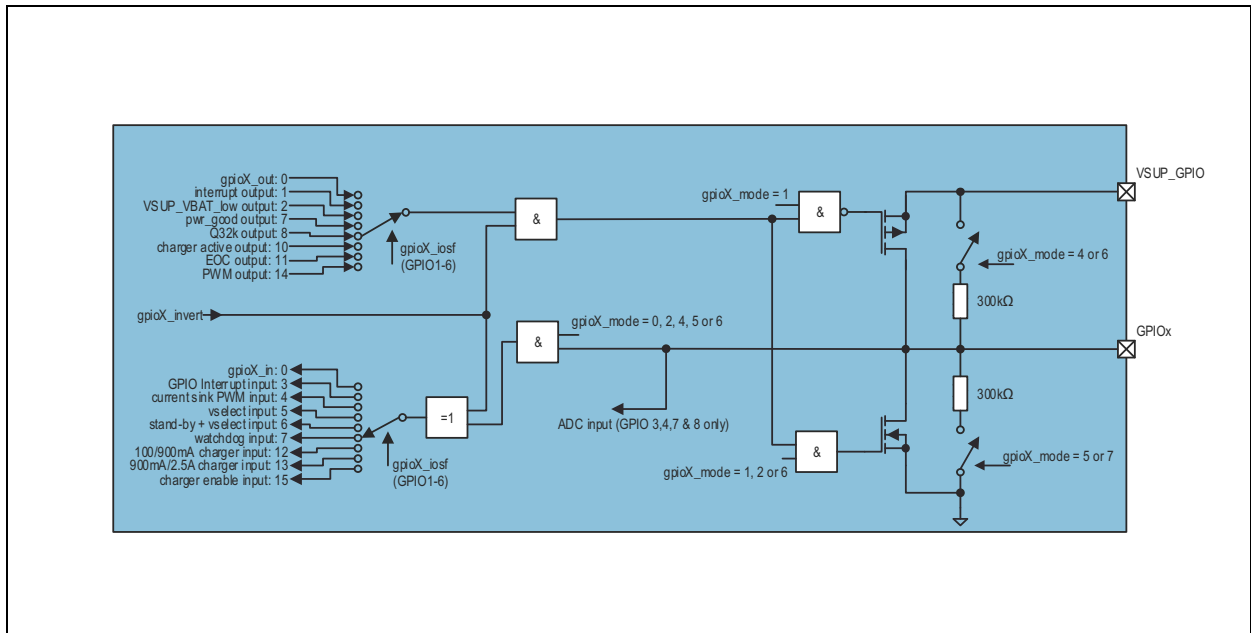 gpioX_out: 0
interrupt output: 1
VSUP_VBAT_low output: 2
pwr_good output: 7
Q32k output: 8
charger active output: 10
EOC output: 11
PWM output: 14
gpioX_iosf
(GPIO1-6)
&
gpioX_mode = 1
&
VSUP_GPIO
gpioX_mode = 4 or 6
300kΩ
gpioX_invert
&
gpioX_mode = 0, 2, 4, 5 or 6
GPIOx
gpioX_in: 0
GPIO Interrupt input: 3
current sink PWM input: 4
vselect input: 5
stand-by + vselect input: 6
watchdog input: 7
100/900mA charger input: 12
900mA/2.5A charger input: 13
charger enable input: 15
gpioX_iosf
(GPIO1-6)
=1
ADC input (GPIO 3,4,7 & 8 only)
&
gpioX_mode = 1, 2 or 6
300kΩ
gpioX_mode = 5 or 7